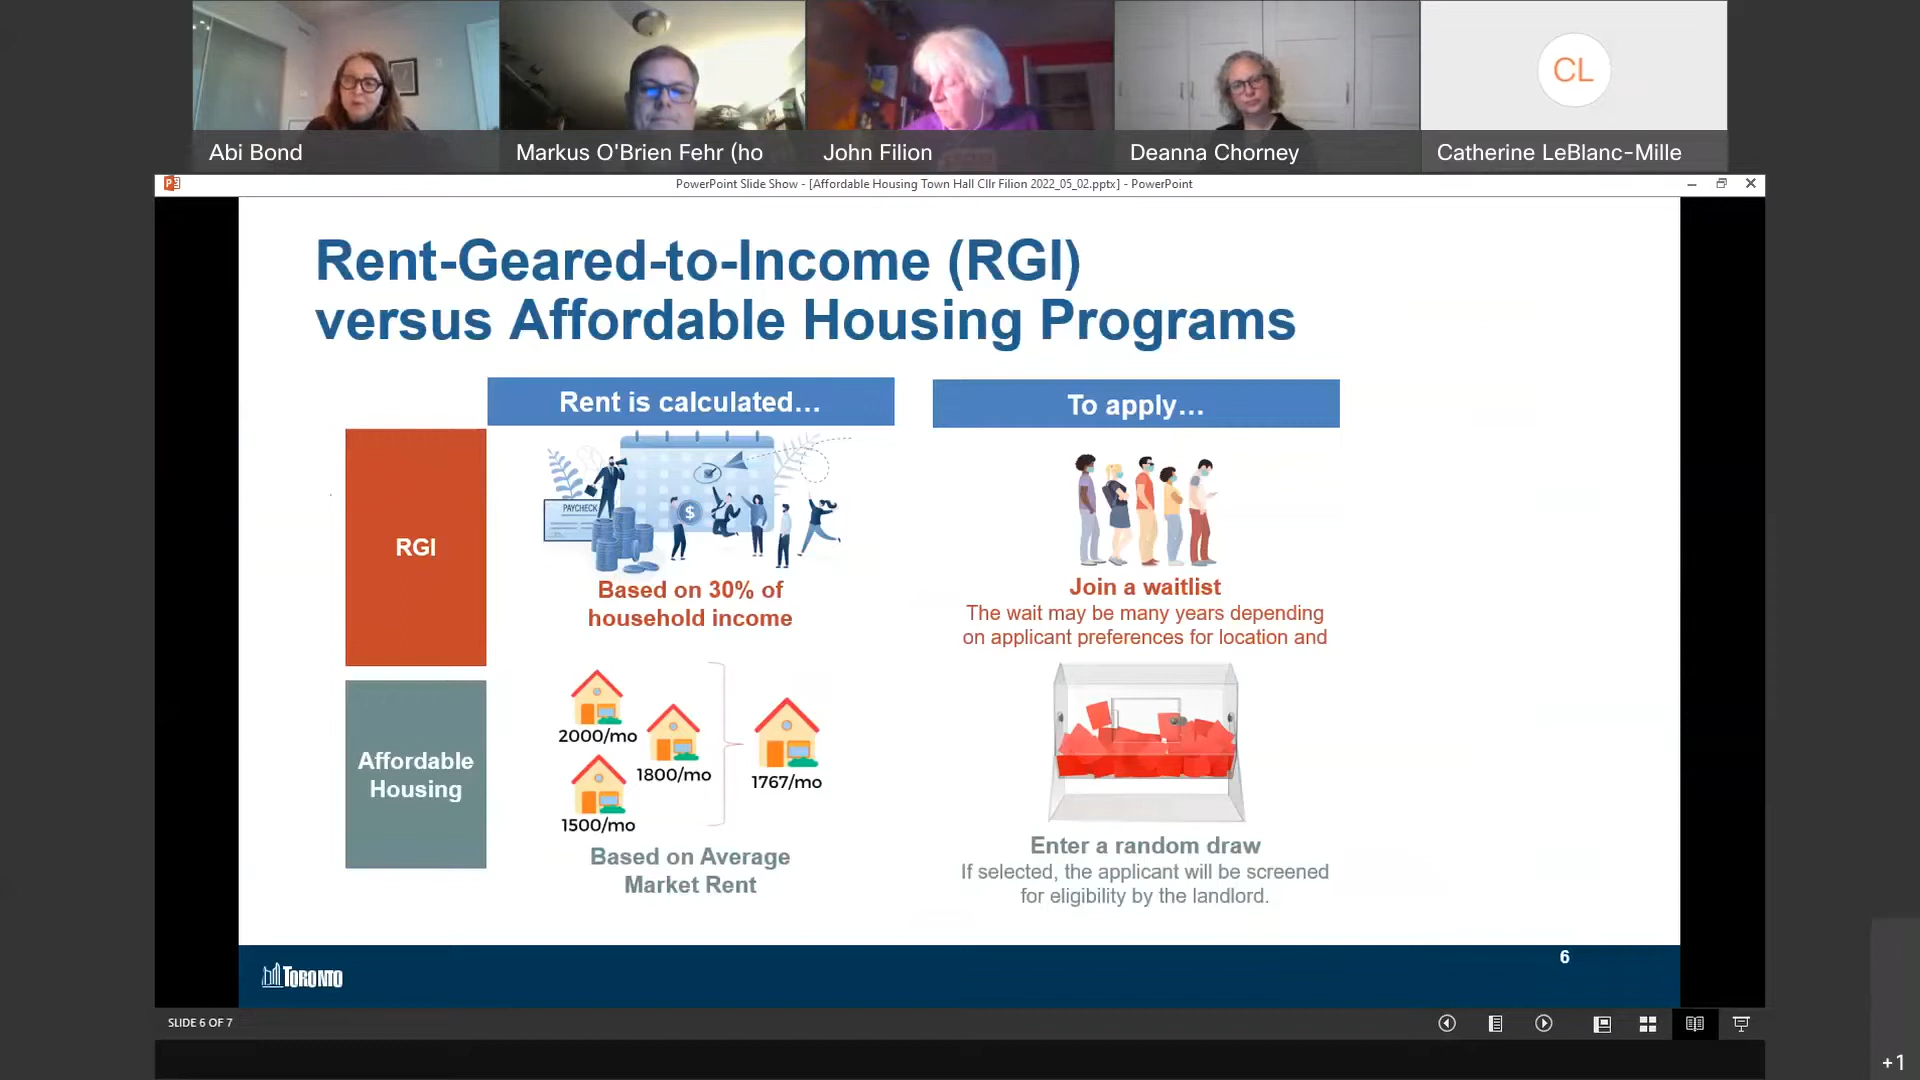 Abi Bond
Markus O'Brien Fehr (ho
John Filion
Deanna Chorney
CL
Catherine LeBlanc-Mille
PowerPoint Slide Show - [Affordable Housing Town Hall Cllr Filion 2022_05_02.pptx] - PowerPoint
Rent-Geared-to-Income (RGI)
versus Affordable Housing Programs
Rent is calculated...
To apply...
RGI
PAYCHECK
$
Based on 30% of
household income
Join a waitlist
The wait may be many years depending
on applicant preferences for location and
Affordable
Housing
2000/mo
1800/mo
1500/mo
1767/mo
Based on Average
Market Rent
Enter a random draw
If selected, the applicant will be screened
for eligibility by the landlord.
TORONTO
6
SLIDE 6 OF 7
+1